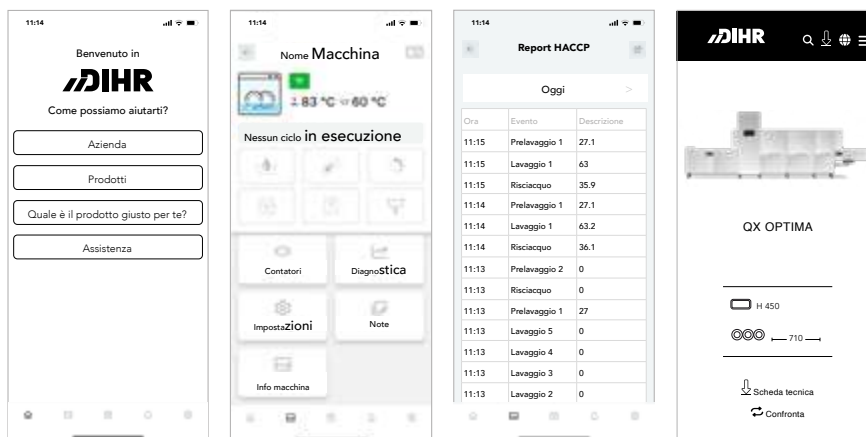 11:14
Benvenuto in
DIHR
Come possiamo aiutarti?
Azienda
Prodotti
Quale è il prodotto giusto per te?
Assistenza
11:14
Nome Macchina
83 °C 60 °C
Nessun ciclo in esecuzione
Contatori
Diagnostica
Impostazioni
Note
Info macchina
11:14
Report HACCP
Oggi >
Ora Evento Descrizione
11:15 Prelavaggio 1 27.1
11:15 Lavaggio 1 63
11:15 Risciacquo 35.9
11:14 Prelavaggio 1 27.1
11:14 Lavaggio 1 63.2
11:14 Risciacquo 36.1
11:13 Prelavaggio 2 0
11:13 Risciacquo 0
11:13 Prelavaggio 1 27
11:13 Lavaggio 5 0
11:13 Lavaggio 4 0
11:13 Lavaggio 3 0
11:13 Lavaggio 2 0
DIHR
QX OPTIMA
H 450
710
Scheda tecnica
Confronta